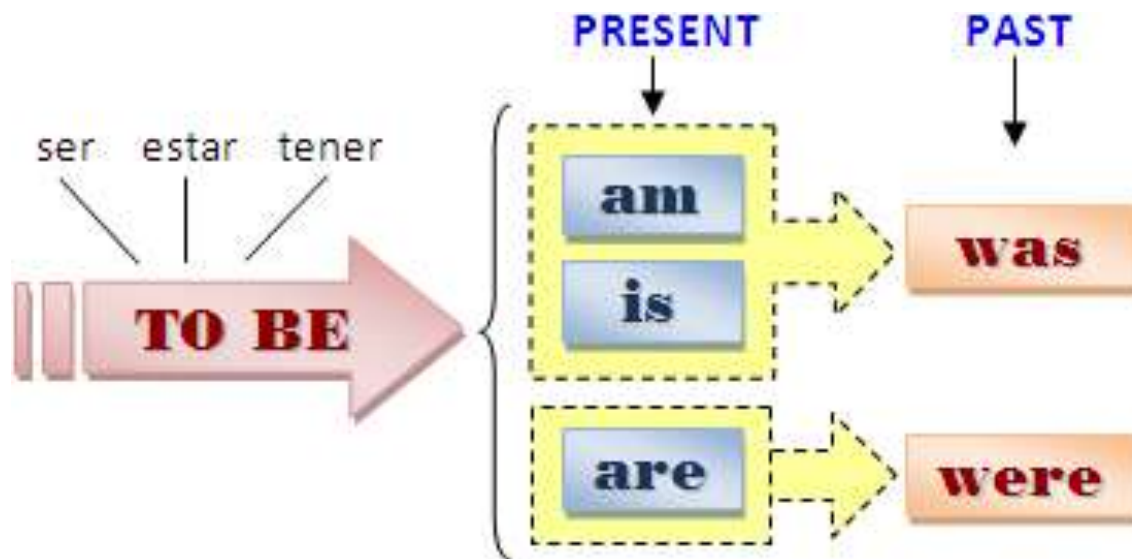 PRESENT PAST
ser estar tener
am
is
was
TO BE
are
were